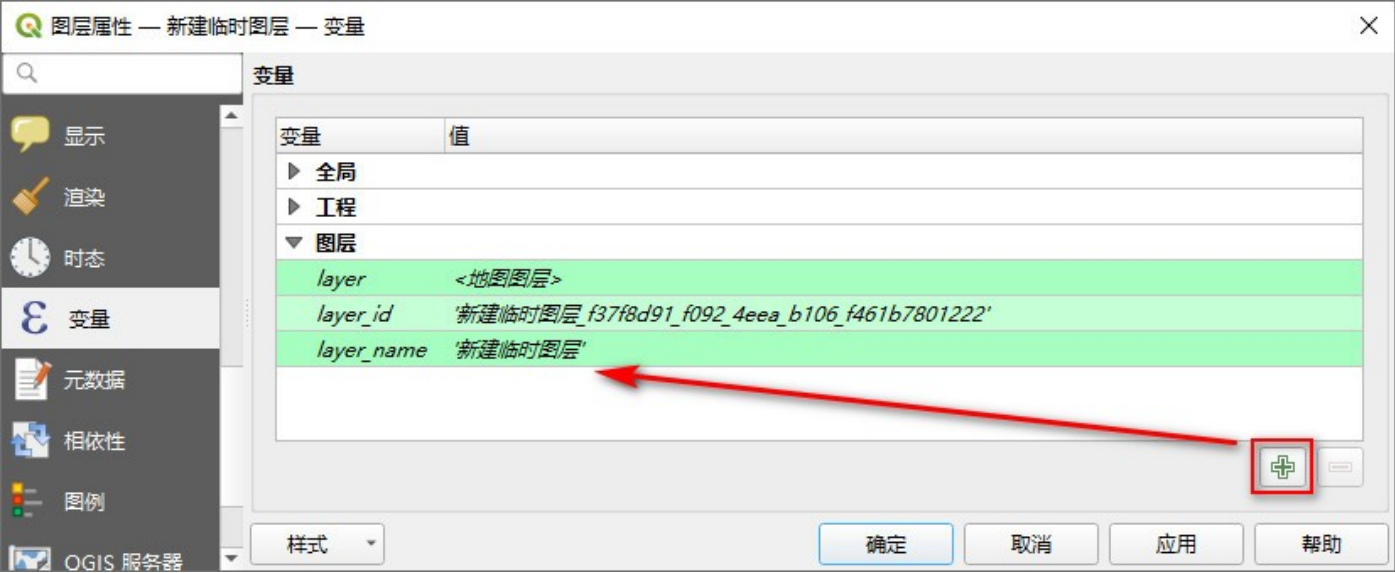 图层属性 — 新建临时图层 — 变量
显示
渲染
时态
变量
元数据
相依性
图例
QGIS 服务器
变量
变量 值
全局
工程
图层
layer <地图图层>
layer_id '新建临时图层_f37f8d91_f092_4eea_b106_f461b7801222'
layer_name '新建临时图层'
样式 确定 取消 应用 帮助